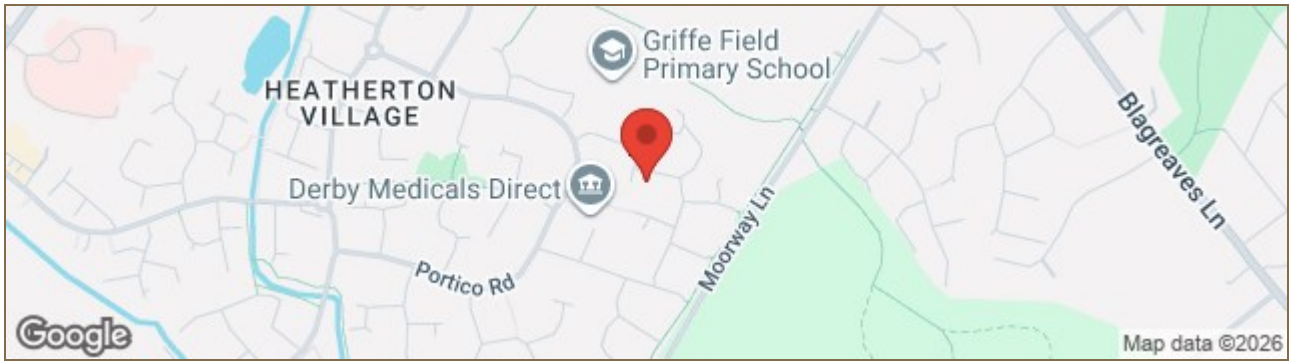 Griffe Field
Primary School
HEATHERTON
VILLAGE
Blagreaves Ln
Derby Medicals Direct
Moorway Ln
Portico Rd
Google
Map data ©2026